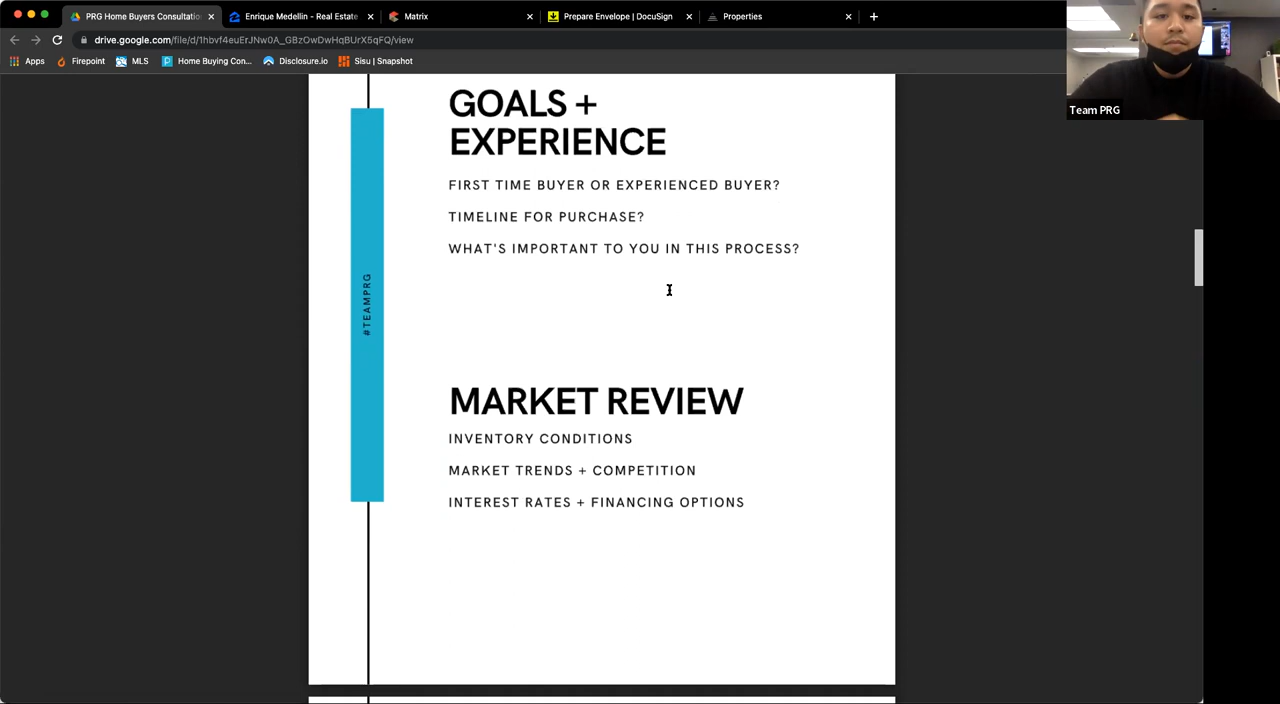 PRG Home Buyers Consultatio
Enrique Medellin - Real Estate
Matrix
Prepare Envelope | DocuSign
Properties
drive.google.com/file/d/1hbvf4euErJNw0A_GBzOwDwHqBUrX5qFQ/view
Apps
Firepoint
MLS
Home Buying Con...
Disclosure.io
Sisu | Snapshot
Team PRG
GOALS +
EXPERIENCE
FIRST TIME BUYER OR EXPERIENCED BUYER?
TIMELINE FOR PURCHASE?
WHAT'S IMPORTANT TO YOU IN THIS PROCESS?
#TEAMPRG
MARKET REVIEW
INVENTORY CONDITIONS
MARKET TRENDS + COMPETITION
INTEREST RATES + FINANCING OPTIONS